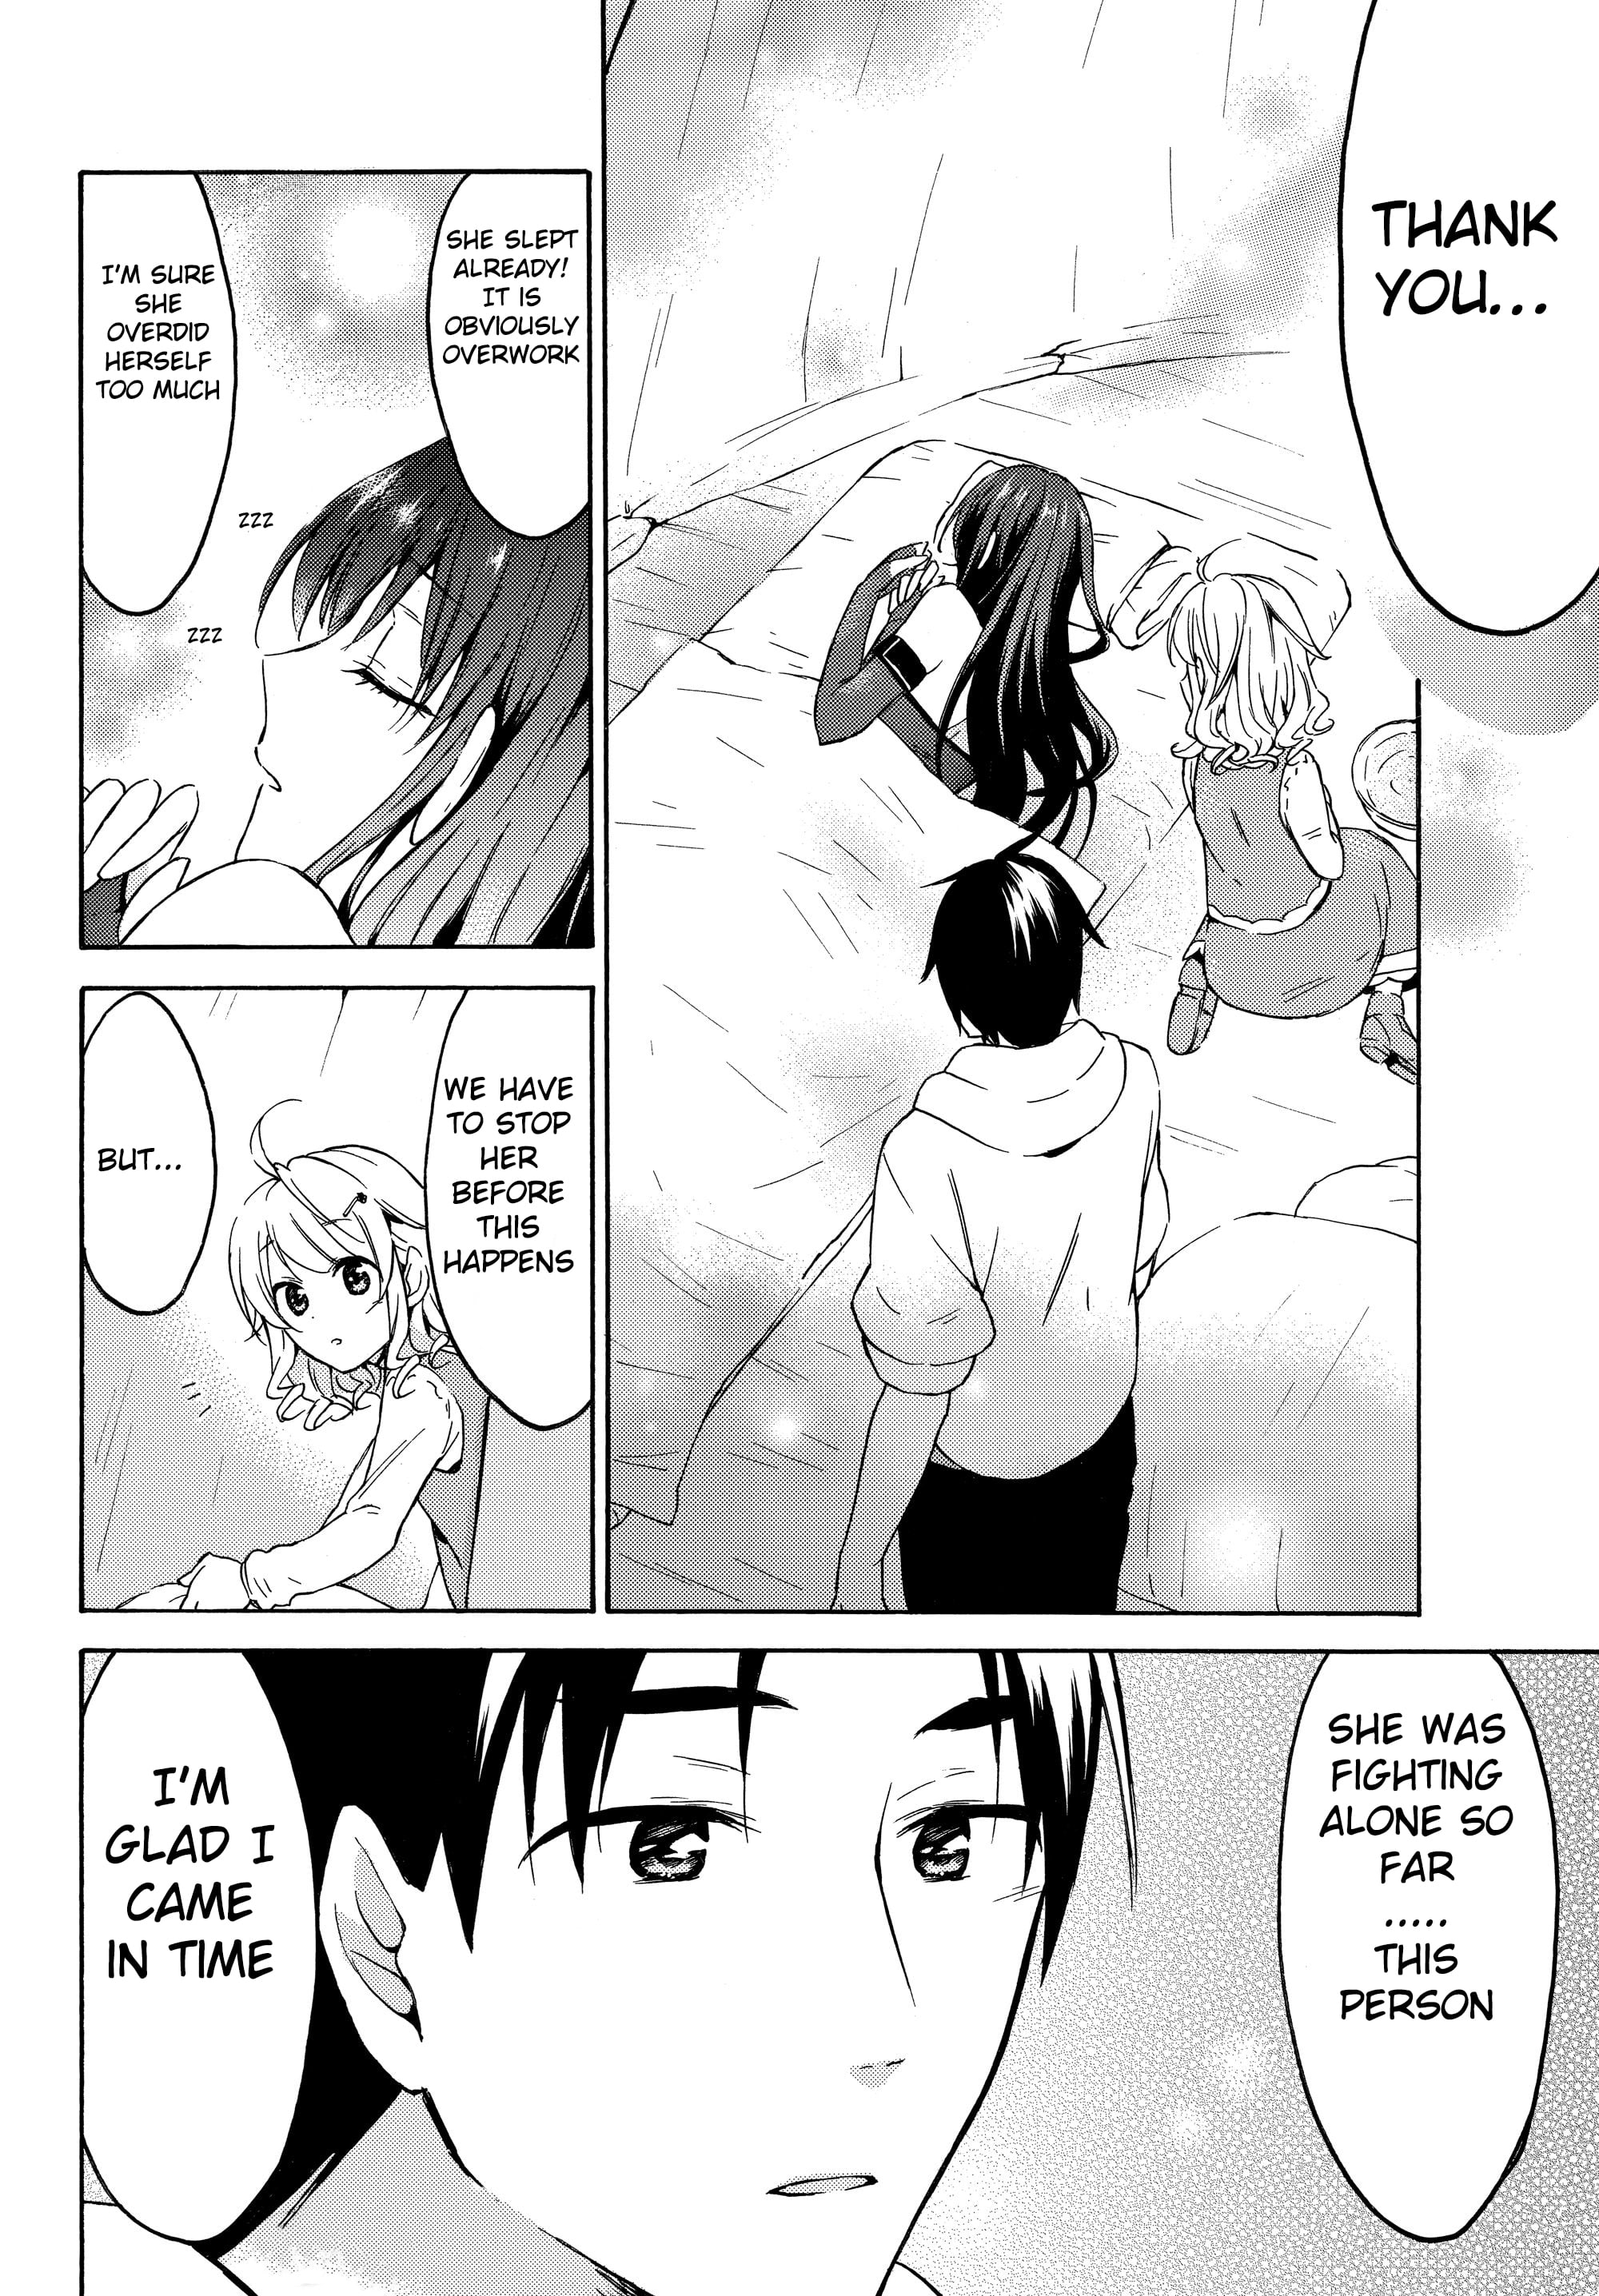 THANK
YOU...
SHE SLEPT
ALREADY!
IT IS
OBVIOUSLY
OVERWORK
I'M SURE
SHE
OVERDID
HERSELF
TOO MUCH
ZZZ
ZZZ
WE HAVE
TO STOP
HER
BEFORE
THIS
HAPPENS
BUT...
SHE WAS
FIGHTING
ALONE SO
FAR
.....
THIS
PERSON
I'M
GLAD I
CAME
IN TIME